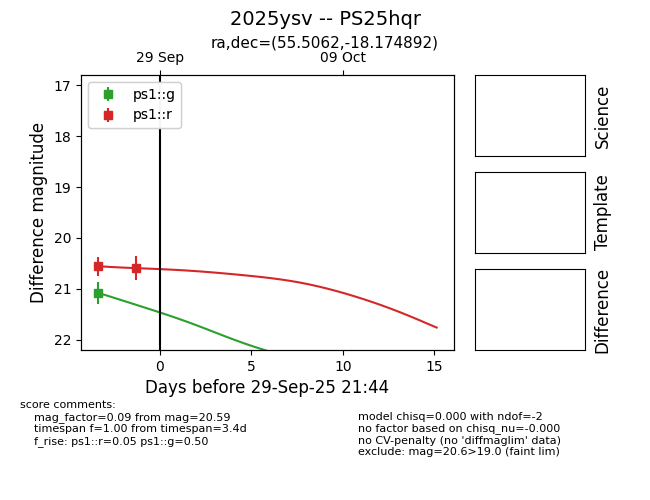 2025ysv -- PS25hqr
ra,dec=(55.5062,-18.174892)
29 Sep
09 Oct
ps1::g
ps1::r
17
18
19
20
21
22
Difference magnitude
0
5
10
15
Days before 29-Sep-25 21:44
Science
Template
Difference
score comments:
mag_factor=0.09 from mag=20.59
timespan f=1.00 from timespan=3.4d
f_rise: ps1::r=0.05 ps1::g=0.50
model chisq=0.000 with ndof=-2
no factor based on chisq_nu=-0.000
no CV-penalty (no 'diffmaglim' data)
exclude: mag=20.6>19.0 (faint lim)